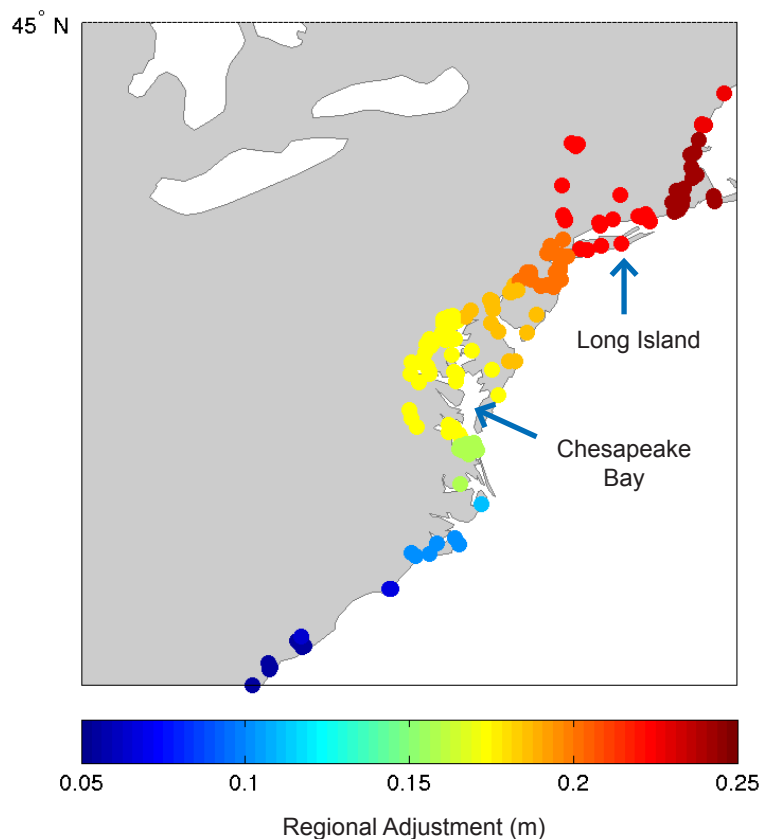 45° N
Long Island
Chesapeake
Bay
0.05 0.1 0.15 0.2 0.25
Regional Adjustment (m)